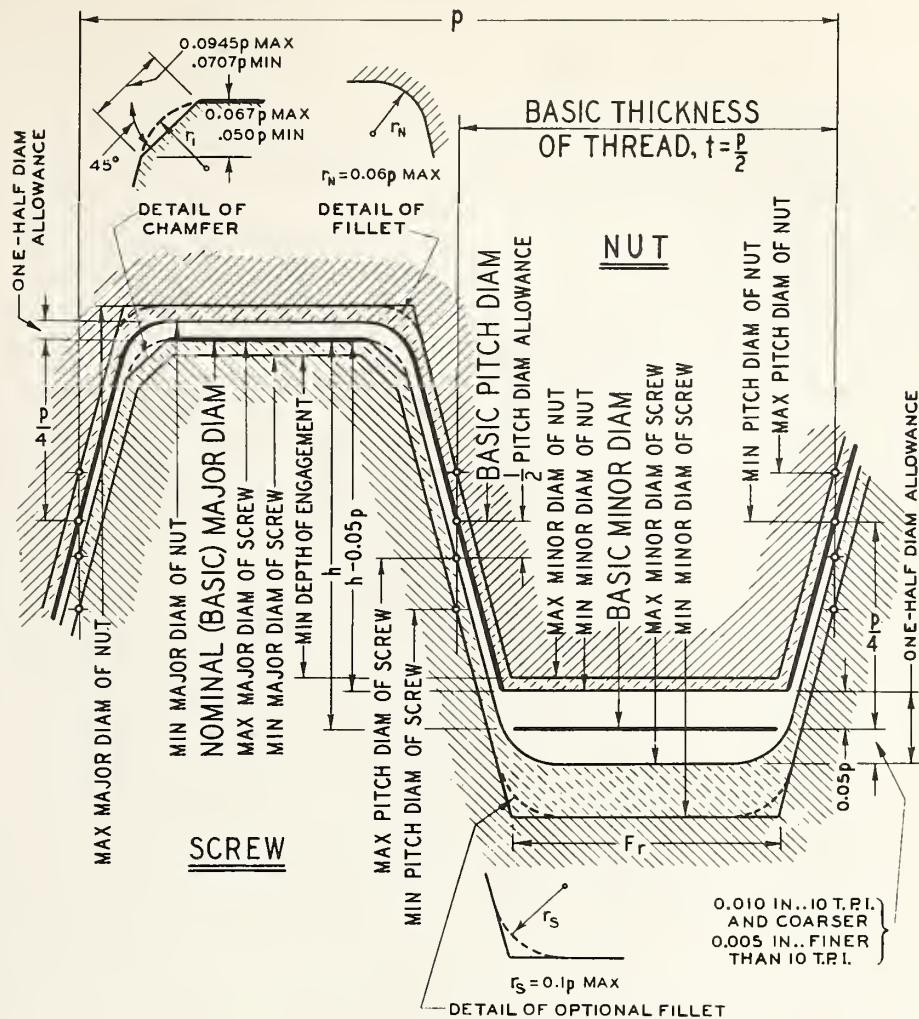 p
0.0945p MAX
.0707p MIN
0.067p MAX
.050p MIN
45°
r₁
r_N
r_N = 0.06p MAX
BASIC THICKNESS
OF THREAD, t = p/2
ONE-HALF DIAM
ALLOWANCE
DETAIL OF
CHAMFER
DETAIL OF
FILLET
NUT
p/4
MAX MAJOR DIAM OF NUT
MIN MAJOR DIAM OF NUT
NOMINAL (BASIC) MAJOR DIAM
MAX MAJOR DIAM OF SCREW
MIN MAJOR DIAM OF SCREW
MIN DEPTH OF ENGAGEMENT
h
h-0.05p
MAX PITCH DIAM OF SCREW
MIN PITCH DIAM OF SCREW
BASIC PITCH DIAM
1/2 PITCH DIAM ALLOWANCE
MAX MINOR DIAM OF NUT
MIN MINOR DIAM OF NUT
BASIC MINOR DIAM
MAX MINOR DIAM OF SCREW
MIN MINOR DIAM OF SCREW
MIN PITCH DIAM OF NUT
MAX PITCH DIAM OF NUT
p/4
ONE-HALF DIAM ALLOWANCE
0.05p
SCREW
F_r
r_S
r_S = 0.1p MAX
0.010 IN..10 T.P.I.
AND COARSER
0.005 IN..FINER
THAN 10 T.P.I.
DETAIL OF OPTIONAL FILLET